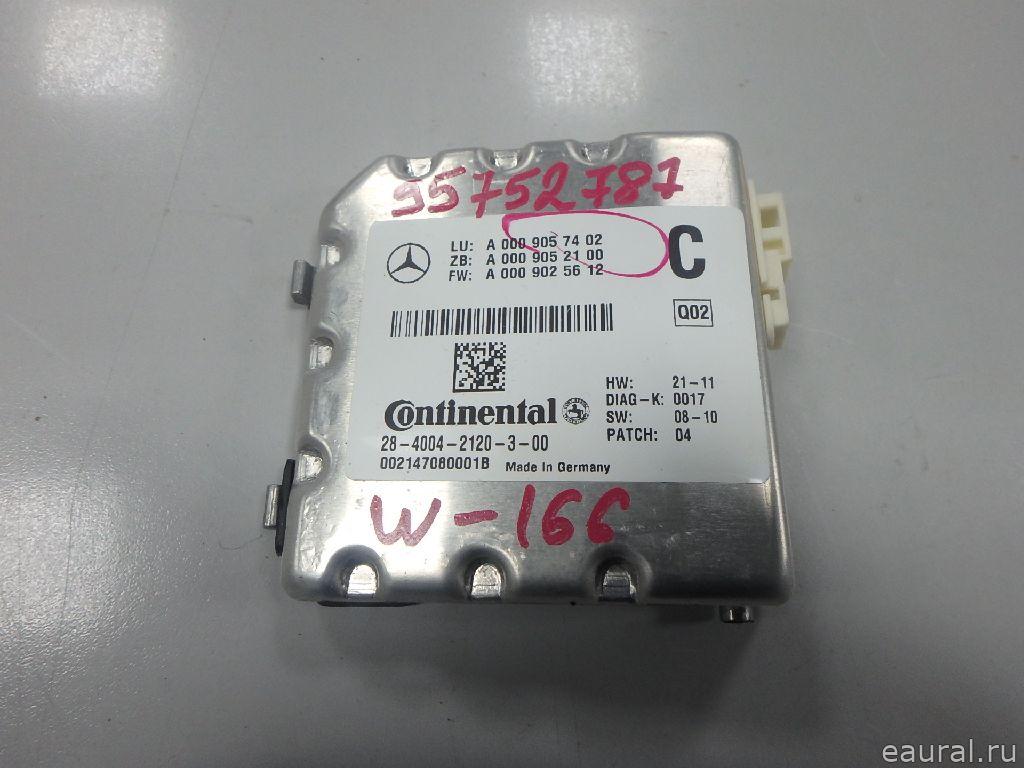 95752787
LU: A 000 905 74 02
ZB: A 000 905 21 00
FW: A 000 902 56 12
C
Q02
HW: 21-11
DIAG-K: 0017
SW: 08-10
PATCH: 04
Continental
28-4004-2120-3-00
002147080001B Made In Germany
W-166
eaural.ru